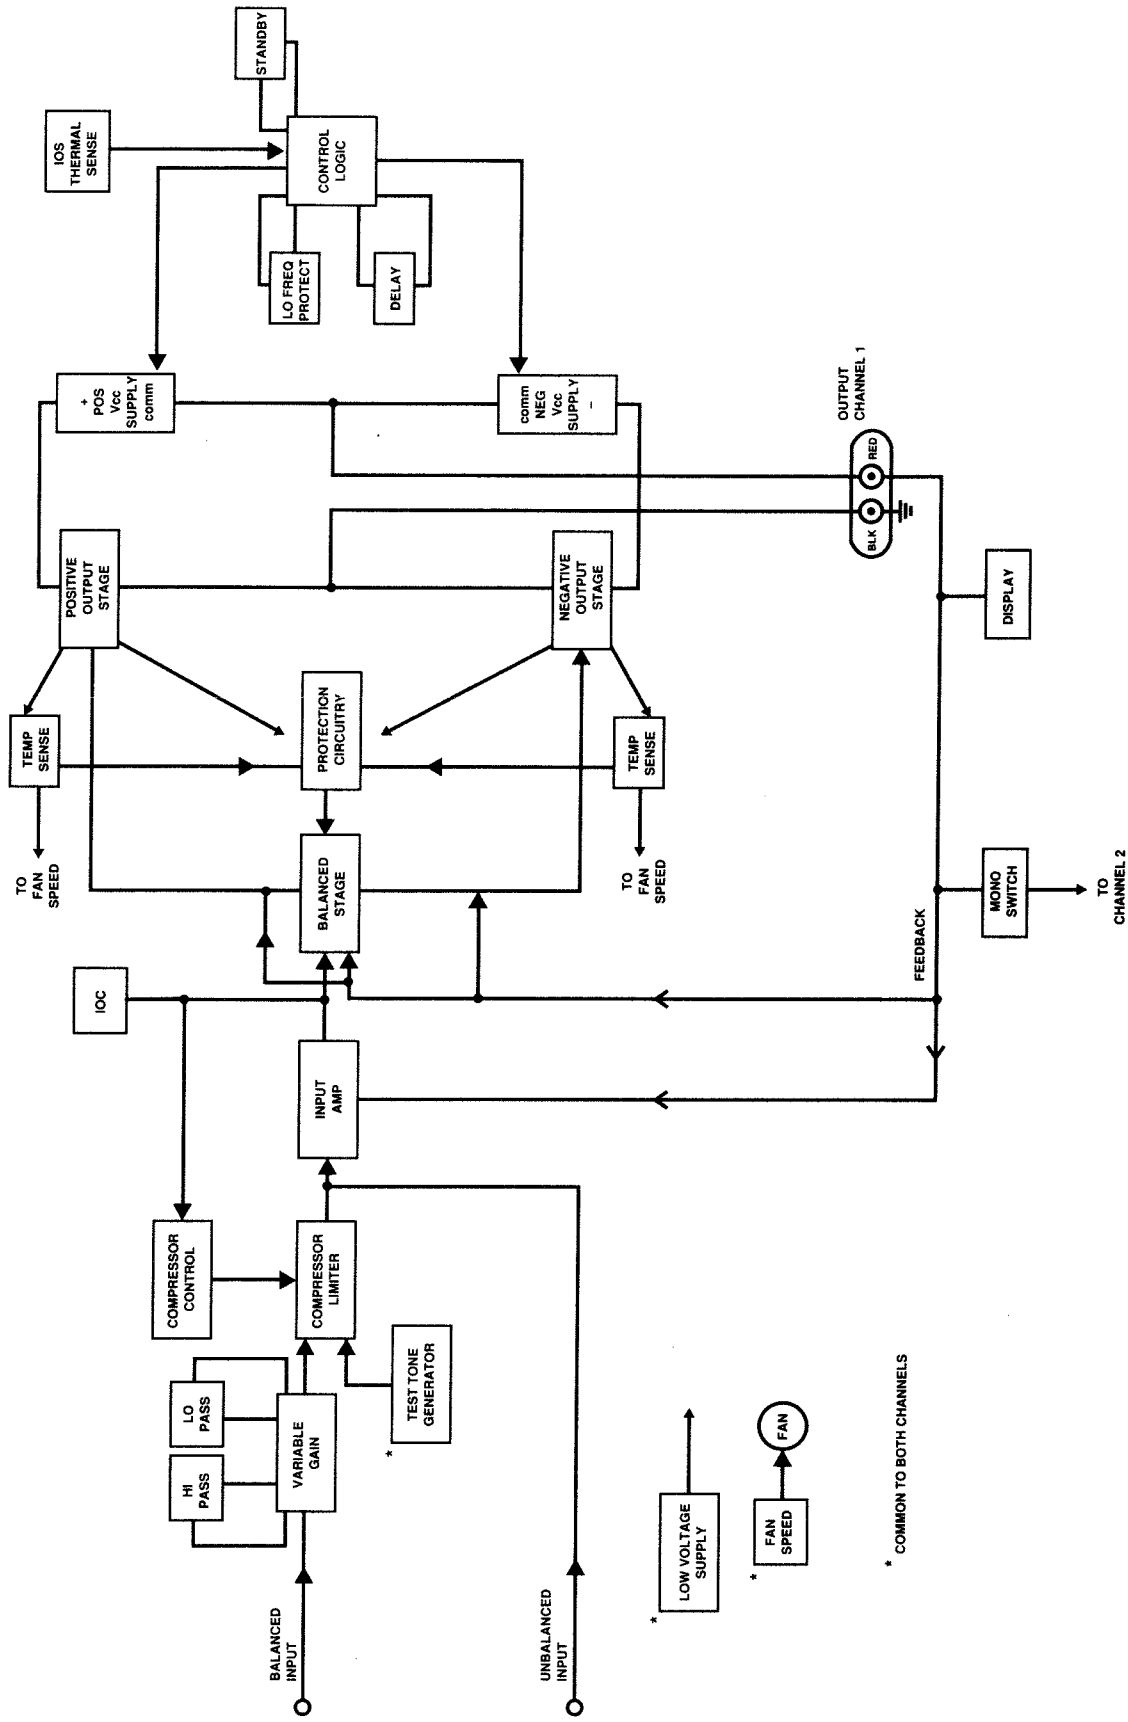 BALANCED
INPUT
UNBALANCED
INPUT
HI
PASS
LO
PASS
VARIABLE
GAIN
* TEST TONE
GENERATOR
COMPRESSOR
CONTROL
COMPRESSOR
LIMITER
INPUT
AMP
IOC
BALANCED
STAGE
PROTECTION
CIRCUITRY
TO
FAN
SPEED
TEMP
SENSE
TO
FAN
SPEED
TEMP
SENSE
POSITIVE
OUTPUT
STAGE
NEGATIVE
OUTPUT
STAGE
+
POS
Vcc
SUPPLY
comm
comm
NEG
Vcc
SUPPLY
–
LO FREQ
PROTECT
DELAY
CONTROL
LOGIC
IOS
THERMAL
SENSE
STANDBY
OUTPUT
CHANNEL 1
BLK
RED
DISPLAY
FEEDBACK
MONO
SWITCH
TO
CHANNEL 2
* LOW VOLTAGE
SUPPLY
* FAN
SPEED
FAN
* COMMON TO BOTH CHANNELS